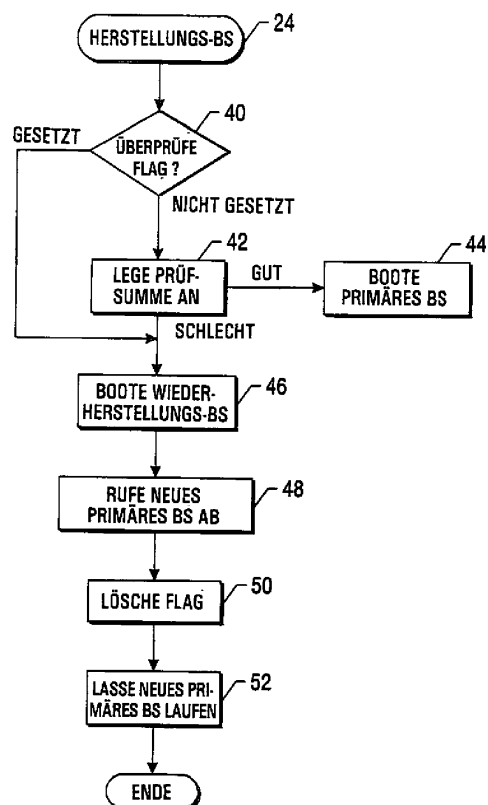 HERSTELLUNGS-BS
24
40
GESETZT
ÜBERPRÜFE
FLAG ?
NICHT GESETZT
42
44
LEGE PRÜF-
SUMME AN
GUT
BOOTE
PRIMÄRES BS
SCHLECHT
46
BOOTE WIEDER-
HERSTELLUNGS-BS
48
RUFE NEUES
PRIMÄRES BS AB
50
LÖSCHE FLAG
52
LASSE NEUES PRI-
MÄRES BS LAUFEN
ENDE